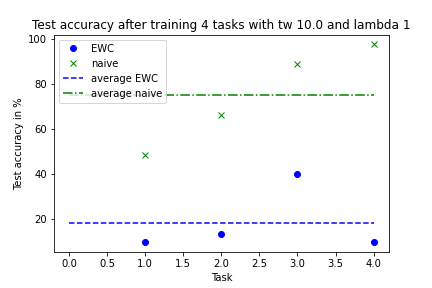 Test accuracy after training 4 tasks with tw 10.0 and lambda 1
100
80
60
40
20
Test accuracy in %
EWC
naive
average EWC
average naive
0.0 0.5 1.0 1.5 2.0 2.5 3.0 3.5 4.0
Task